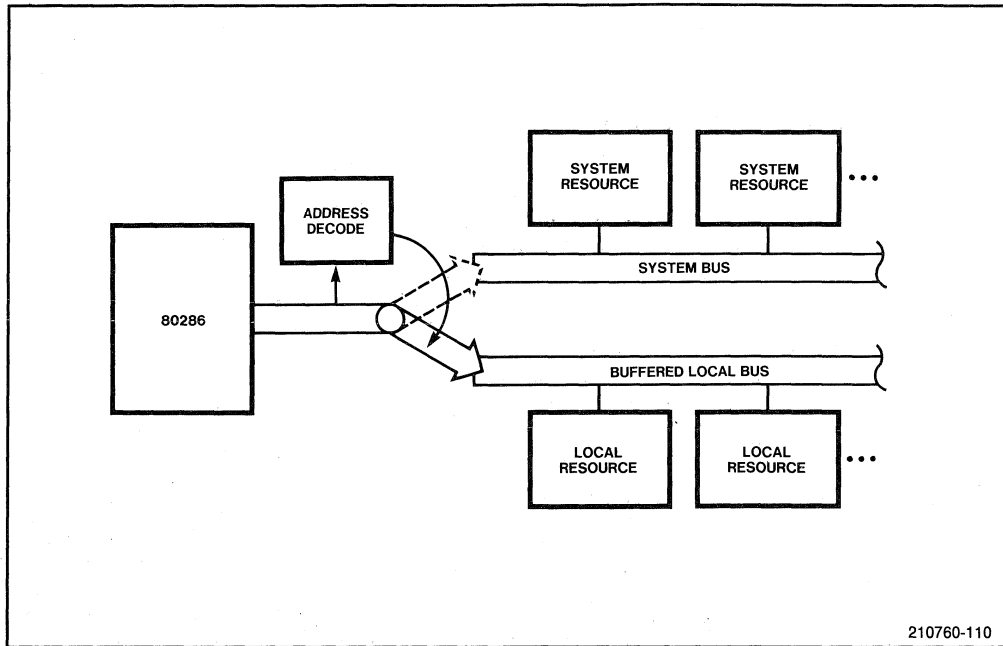 SYSTEM
RESOURCE
SYSTEM
RESOURCE
•••
ADDRESS
DECODE
SYSTEM BUS
80286
BUFFERED LOCAL BUS
LOCAL
RESOURCE
LOCAL
RESOURCE
•••
210760-110